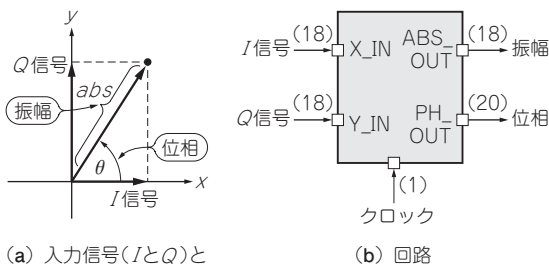 y
Q信号
abs
振幅
θ
位相
I信号
x
(a) 入力信号(IとQ)と
(18)
I信号
X_IN
ABS_
OUT
(18)
振幅
(18)
Q信号
Y_IN
PH_
OUT
(20)
位相
(1)
クロック
(b) 回路